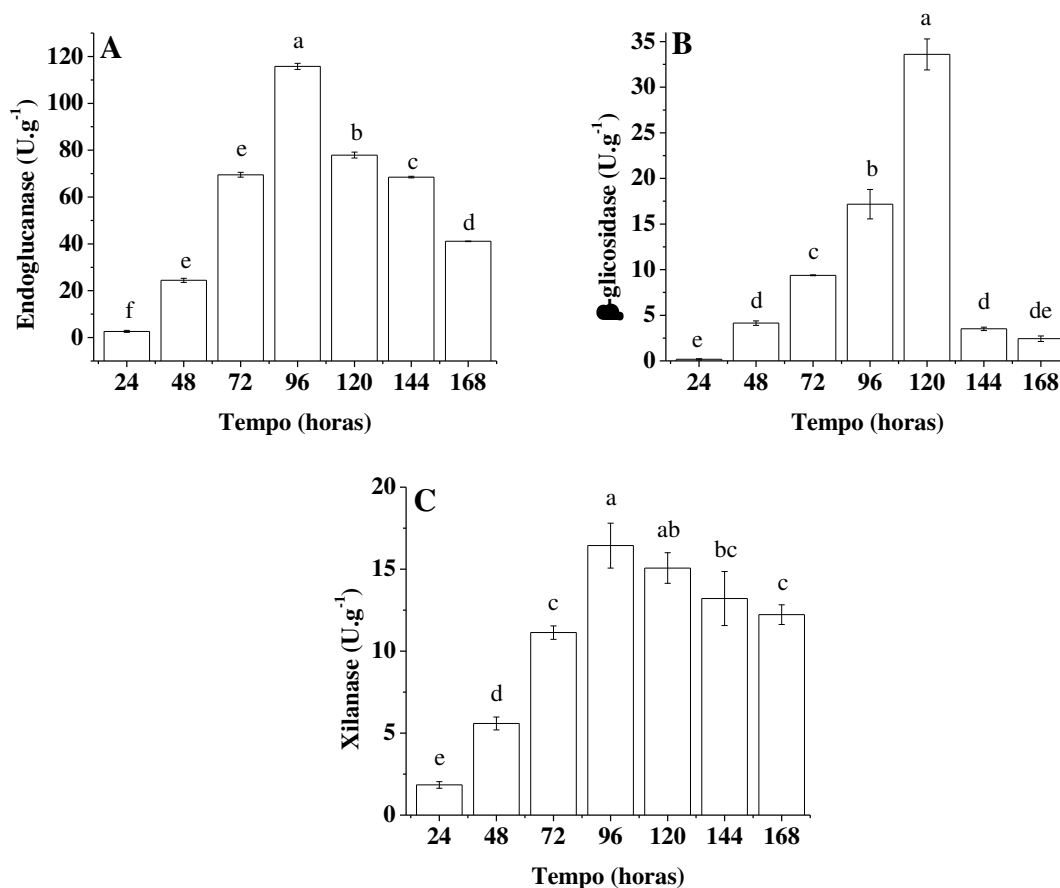 A
Endoglucanase (U.g⁻¹)
120
100
80
60
40
20
0
f
e
e
a
b
c
d
24 48 72 96 120 144 168
Tempo (horas)
B
-glicosidase (U.g⁻¹)
35
30
25
20
15
10
5
0
e
d
c
b
a
d
de
24 48 72 96 120 144 168
Tempo (horas)
C
Xilanase (U.g⁻¹)
20
15
10
5
0
e
d
c
a
ab
bc
c
24 48 72 96 120 144 168
Tempo (horas)